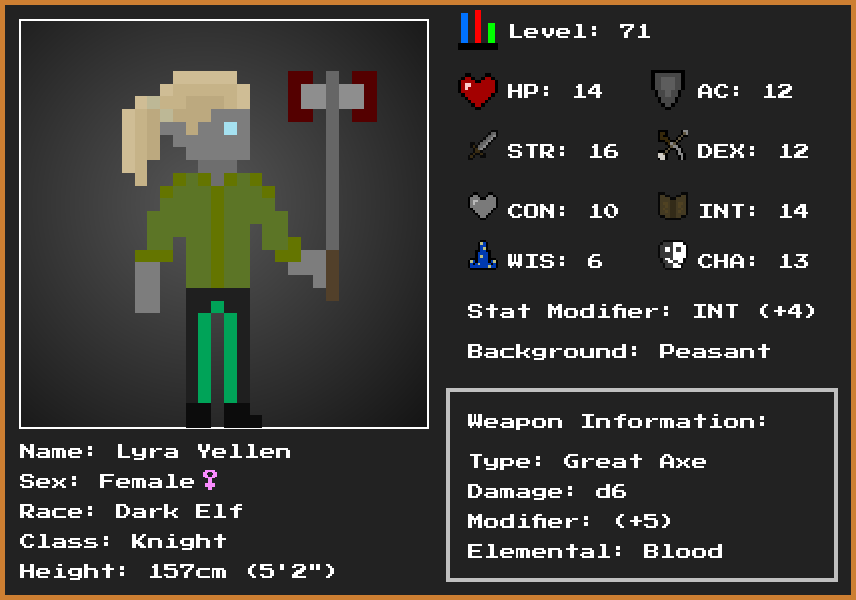 Level: 71
HP: 14
AC: 12
STR: 16
DEX: 12
CON: 10
INT: 14
WIS: 6
CHA: 13
Stat Modifier: INT (+4)
Background: Peasant
Weapon Information:
Type: Great Axe
Damage: d6
Modifier: (+5)
Elemental: Blood
Name: Lyra Yellen
Sex: Female♀
Race: Dark Elf
Class: Knight
Height: 157cm (5'2")